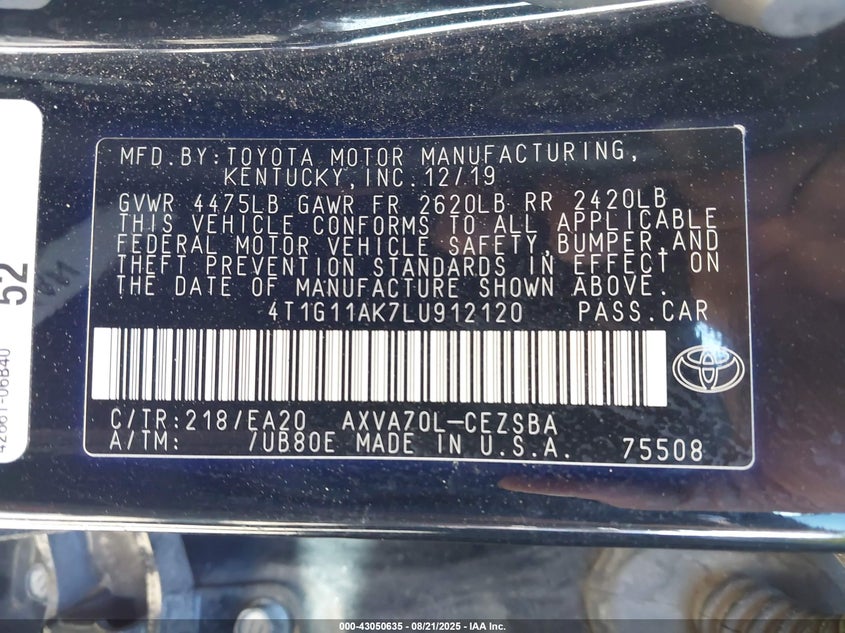 MFD.BY:TOYOTA MOTOR MANUFACTURING,
KENTUCKY,INC.12/19
GVWR 4475LB GAWR FR 2620LB RR 2420LB
THIS VEHICLE CONFORMS TO ALL APPLICABLE
FEDERAL MOTOR VEHICLE SAFETY,BUMPER,AND
THEFT PREVENTION STANDARDS IN EFFECT ON
THE DATE OF MANUFACTURE SHOWN ABOVE.
4T1G11AK7LU912120 PASS.CAR
C/TR:218/EA20 AXVA70L-CEZSBA
A/TM: /UB80E MADE IN U.S.A. 75508
52
42661-06B40
000-43050635 - 08/21/2025 - IAA Inc.